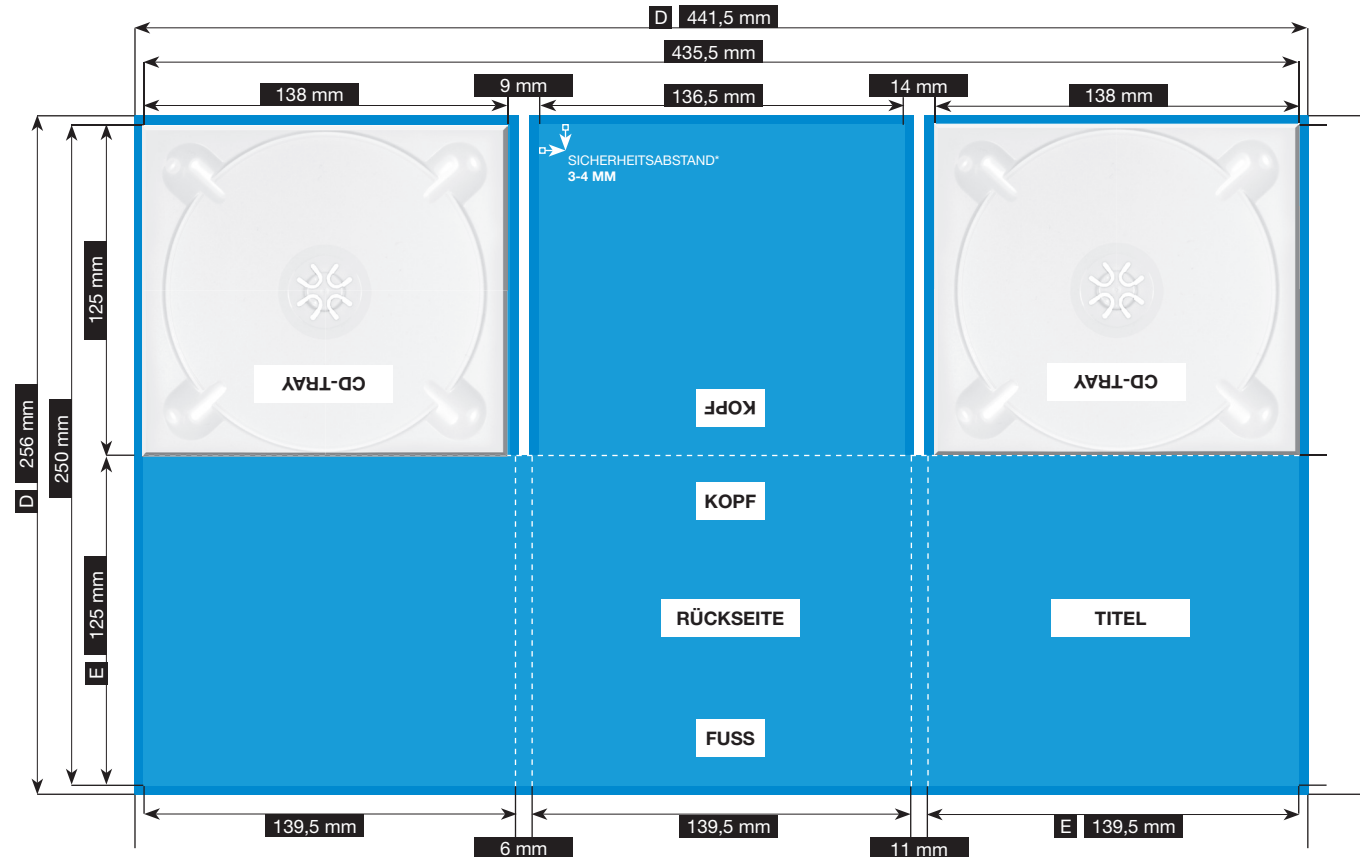 D 441,5 mm
435,5 mm
138 mm
9 mm
136,5 mm
14 mm
138 mm
SICHERHEITSABSTAND*
3-4 MM
125 mm
CD-TRAY
CD-TRAY
KOPF
D 256 mm
250 mm
KOPF
E 125 mm
RÜCKSEITE
TITEL
FUSS
139,5 mm
6 mm
139,5 mm
11 mm
E 139,5 mm